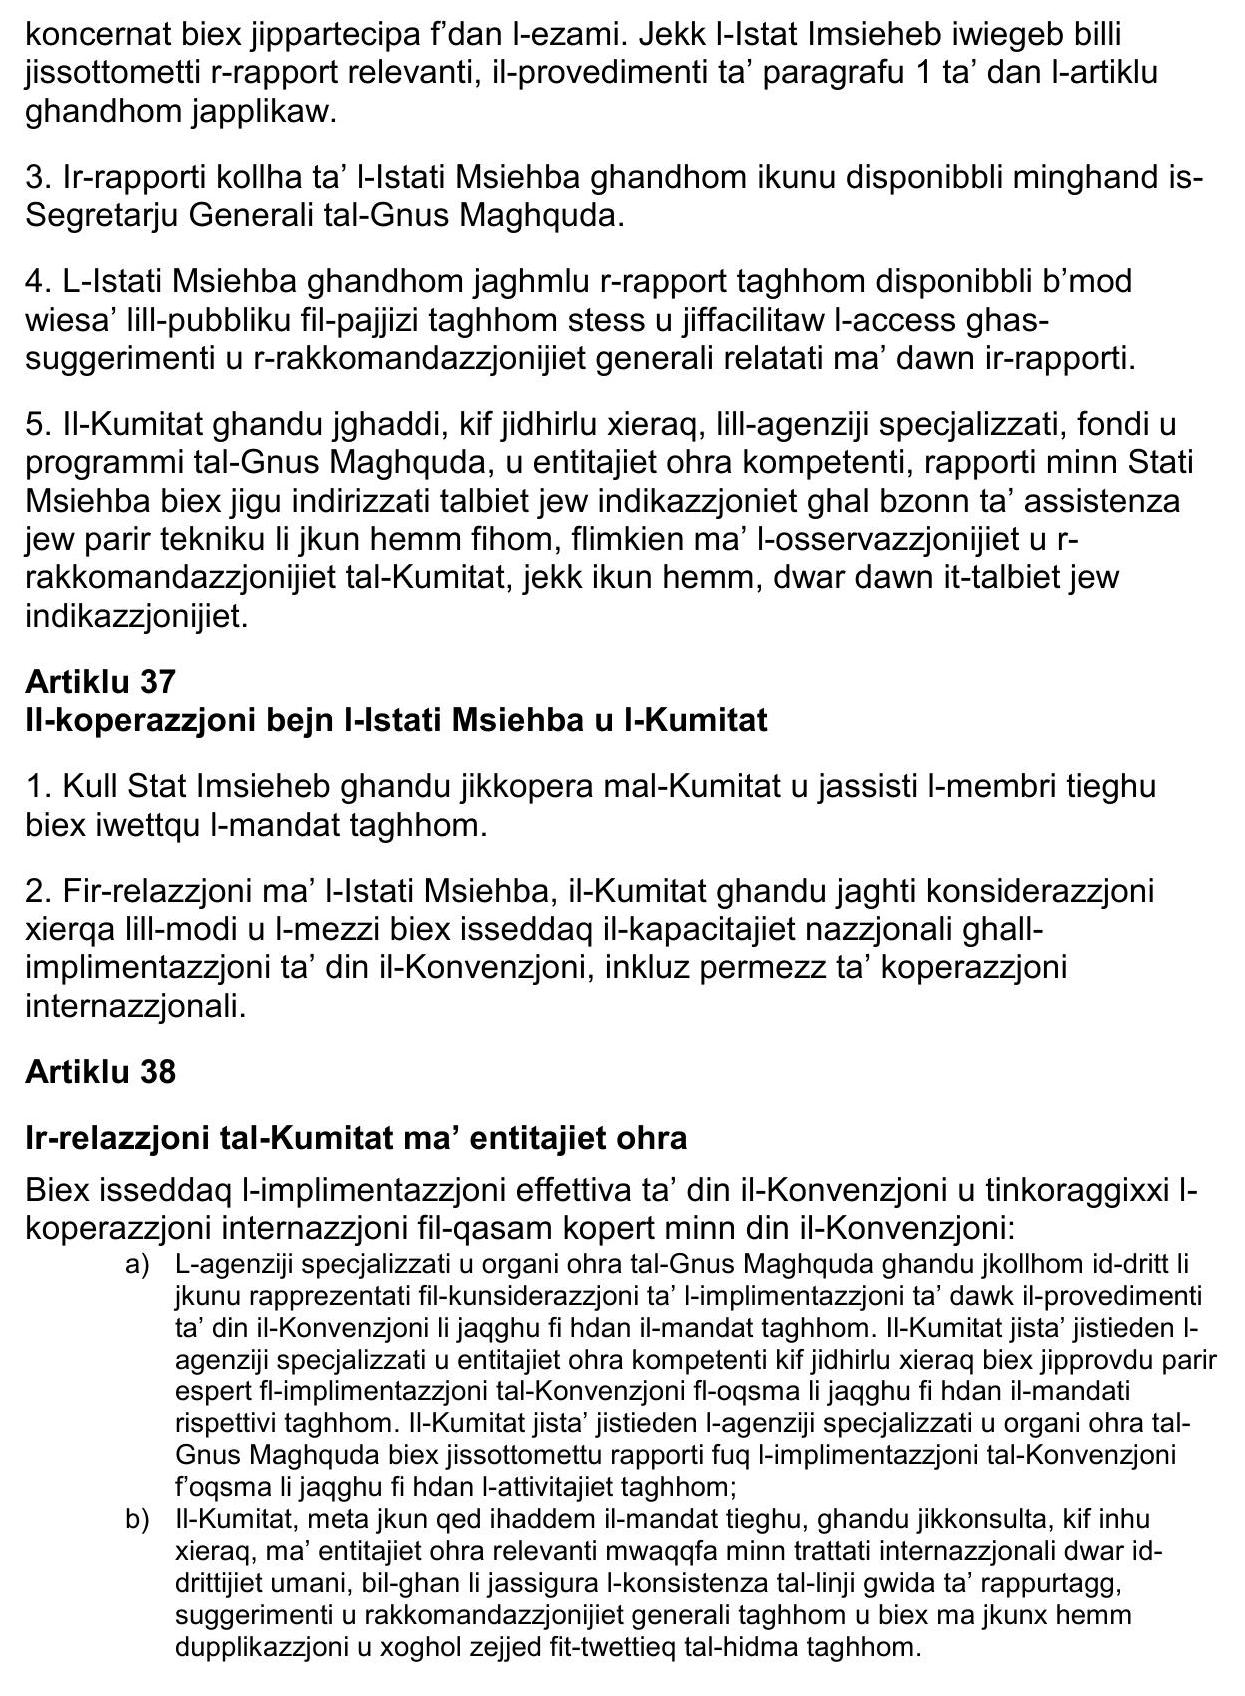 koncernat biex jippartecipa f’dan l-ezami. Jekk l-Istat Imsieheb iwiegeb billi
jissottometti r-rapport relevanti, il-provedimenti ta’ paragrafu 1 ta’ dan l-artiklu
ghandhom japplikaw.
3. Ir-rapporti kollha ta’ l-Istati Msiehba ghandhom ikunu disponibbli minghand is-
Segretarju Generali tal-Gnus Maghquda.
4. L-Istati Msiehba ghandhom jaghmlu r-rapport taghhom disponibbli b’mod
wiesa’ lill-pubbliku fil-pajjizi taghhom stess u jiffacilitaw l-access ghas-
suggerimenti u r-rakkomandazzjonijiet generali relatati ma’ dawn ir-rapporti.
5. Il-Kumitat ghandu jghaddi, kif jidhirlu xieraq, lill-agenziji specjalizzati, fondi u
programmi tal-Gnus Maghquda, u entitajiet ohra kompetenti, rapporti minn Stati
Msiehba biex jigu indirizzati talbiet jew indikazzjoniet ghal bzonn ta’ assistenza
jew parir tekniku li jkun hemm fihom, flimkien ma’ l-osservazzjonijiet u r-
rakkomandazzjonijiet tal-Kumitat, jekk ikun hemm, dwar dawn it-talbiet jew
indikazzjonijiet.
Artiklu 37
Il-koperazzjoni bejn l-Istati Msiehba u l-Kumitat
1. Kull Stat Imsieheb ghandu jikkopera mal-Kumitat u jassisti l-membri tieghu
biex iwettqu l-mandat taghhom.
2. Fir-relazzjoni ma’ l-Istati Msiehba, il-Kumitat ghandu jaghti konsiderazzjoni
xierqa lill-modi u l-mezzi biex isseddaq il-kapacitajiet nazzjonali ghall-
implimentazzjoni ta’ din il-Konvenzjoni, inkluz permezz ta’ koperazzjoni
internazzjonali.
Artiklu 38
Ir-relazzjoni tal-Kumitat ma’ entitajiet ohra
Biex isseddaq l-implimentazzjoni effettiva ta’ din il-Konvenzjoni u tinkoraggixxi l-
koperazzjoni internazzjoni fil-qasam kopert minn din il-Konvenzjoni:
a) L-agenziji specjalizzati u organi ohra tal-Gnus Maghquda ghandu jkollhom id-dritt li
jkunu rapprezentati fil-kunsiderazzjoni ta’ l-implimentazzjoni ta’ dawk il-provedimenti
ta’ din il-Konvenzjoni li jaqghu fi hdan il-mandat taghhom. Il-Kumitat jista’ jistieden l-
agenziji specjalizzati u entitajiet ohra kompetenti kif jidhirlu xieraq biex jipprovdu parir
espert fl-implimentazzjoni tal-Konvenzjoni fl-oqsma li jaqghu fi hdan il-mandati
rispettivi taghhom. Il-Kumitat jista’ jistieden l-agenziji specjalizzati u organi ohra tal-
Gnus Maghquda biex jissottomettu rapporti fuq l-implimentazzjoni tal-Konvenzjoni
f’oqsma li jaqghu fi hdan l-attivitajiet taghhom;
b) Il-Kumitat, meta jkun qed ihaddem il-mandat tieghu, ghandu jikkonsulta, kif inhu
xieraq, ma’ entitajiet ohra relevanti mwaqqfa minn trattati internazzjonali dwar id-
drittijiet umani, bil-ghan li jassigura l-konsistenza tal-linji gwida ta’ rappurtagg,
suggerimenti u rakkomandazzjonijiet generali taghhom u biex ma jkunx hemm
dupplikazzjoni u xoghol zejjed fit-twettieq tal-hidma taghhom.